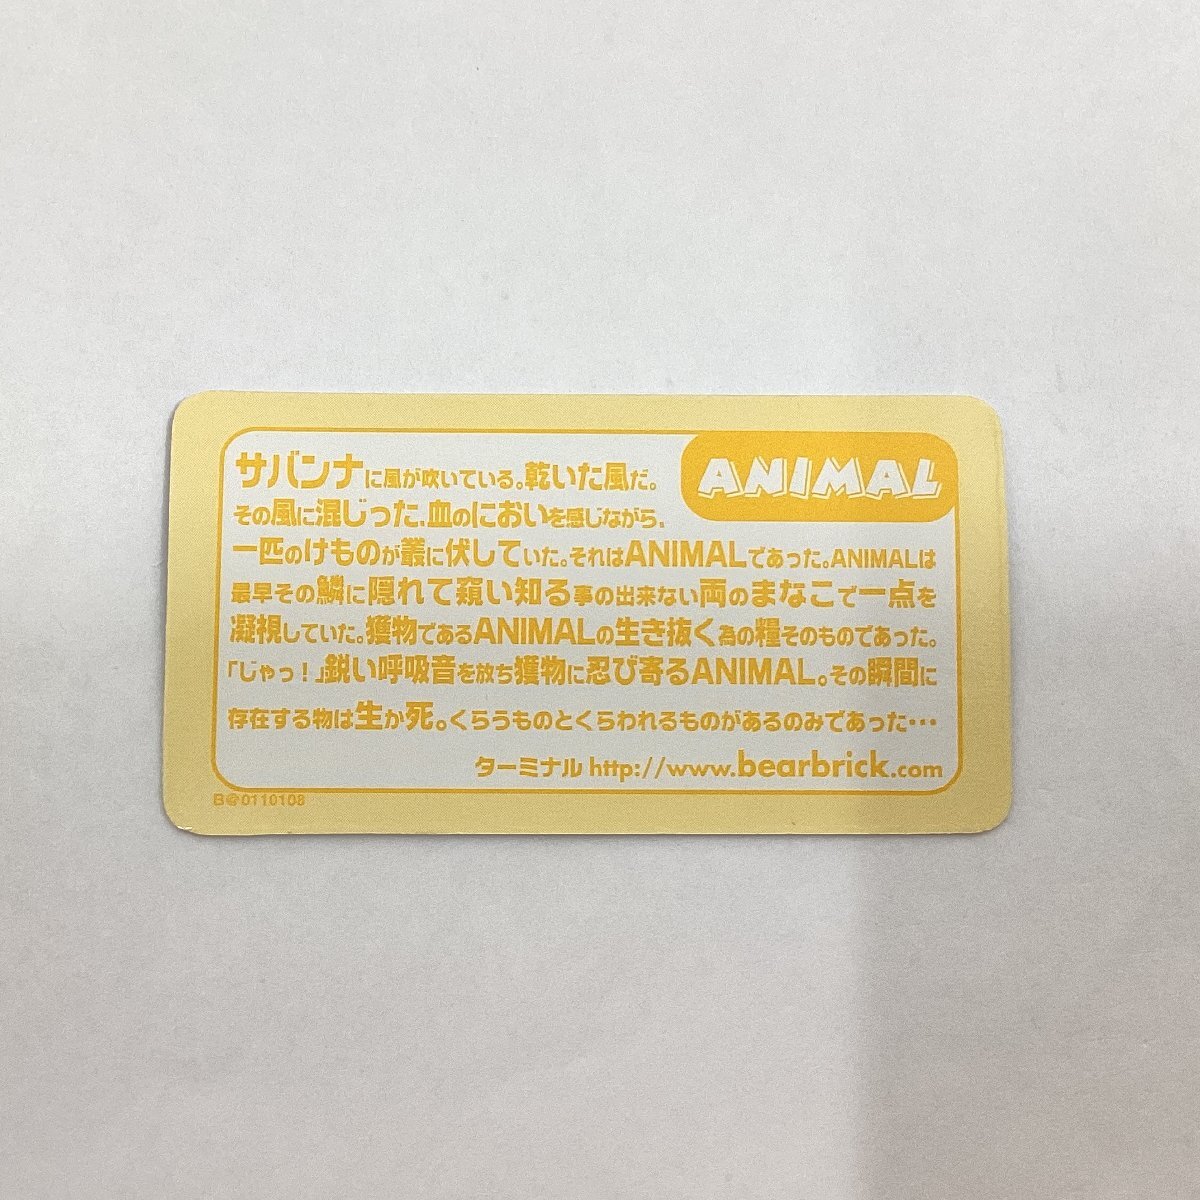 ANIMAL
サバンナに風が吹いている。乾いた風だ。
その風に混じった、血のにおいを感じながら、
一匹のけものが叢に伏していた。それはANIMALであった。ANIMALは
最早その鱗に隠れて窺い知る事の出来ない両のまなこで一点を
凝視していた。獲物であるANIMALの生き抜く為の糧そのものであった。
「じゃっ！」鋭い呼吸音を放ち獲物に忍び寄るANIMAL。その瞬間に
存在する物は生か死。くらうものとくらわれるものがあるのみであった…
ターミナル http://www.bearbrick.com
B@0110108